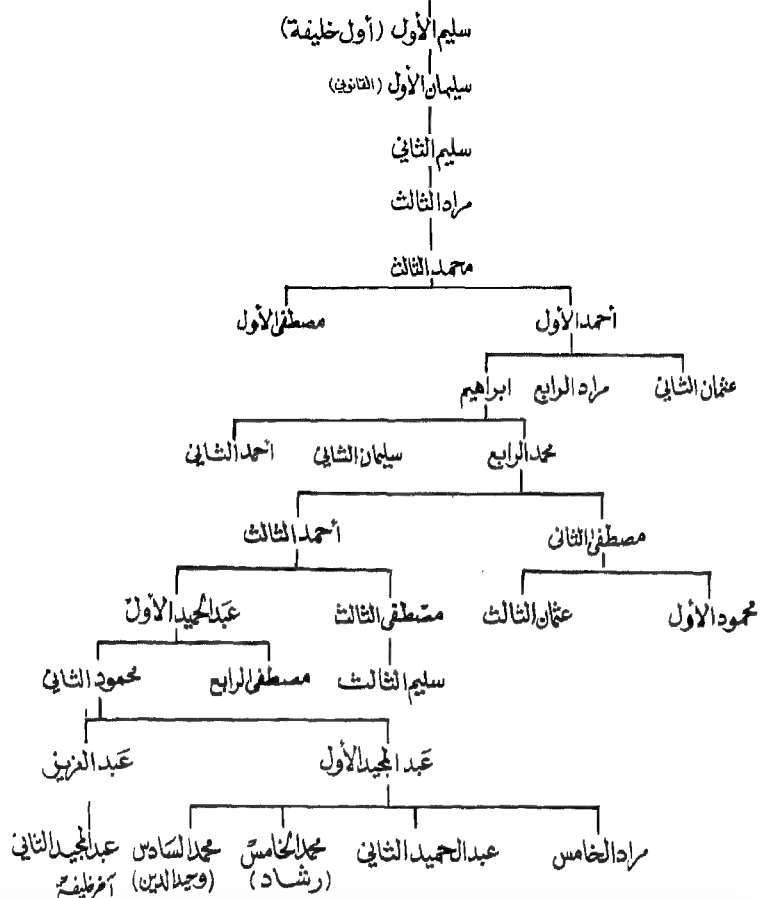 سليم الأول (أول خليفة)
سليمان الأول (القانوني)
سليم الثاني
مراد الثالث
محمد الثالث
أحمد الأول مصطفى الأول
عثمان الثاني مراد الرابع ابراهيم
محمد الرابع سليمان الثاني احمد الثاني
مصطفى الثانى أحمد الثالث
محمود الأول عثمان الثالث مصطفى الثالث عبد الحميد الأول
سليم الثالث مصطفى الرابع محمود الثاني
عبد المجيد الأول عبد العزيز
مراد الخامس عبد الحميد الثاني محمد الخامس محمد السادس عبد المجيد الثاني
(رشاد) (وحيد الدين) آخر خليفة